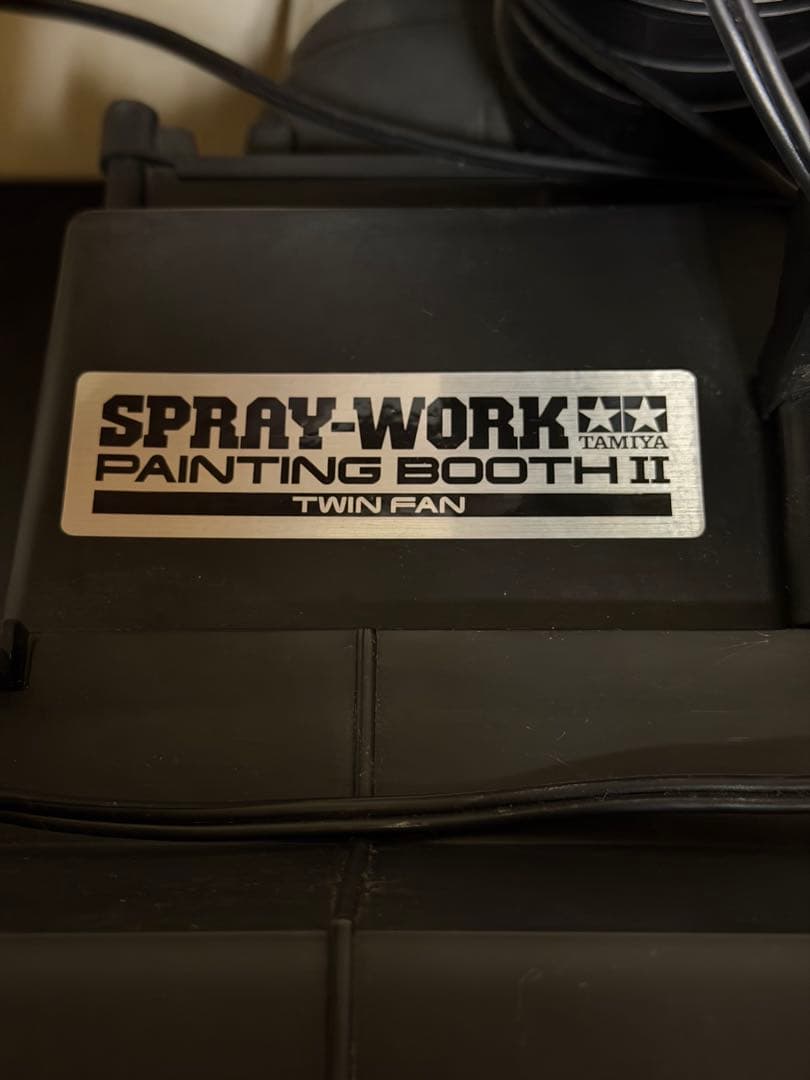 SPRAY-WORK
TAMIYA
PAINTING BOOTH II
TWIN FAN